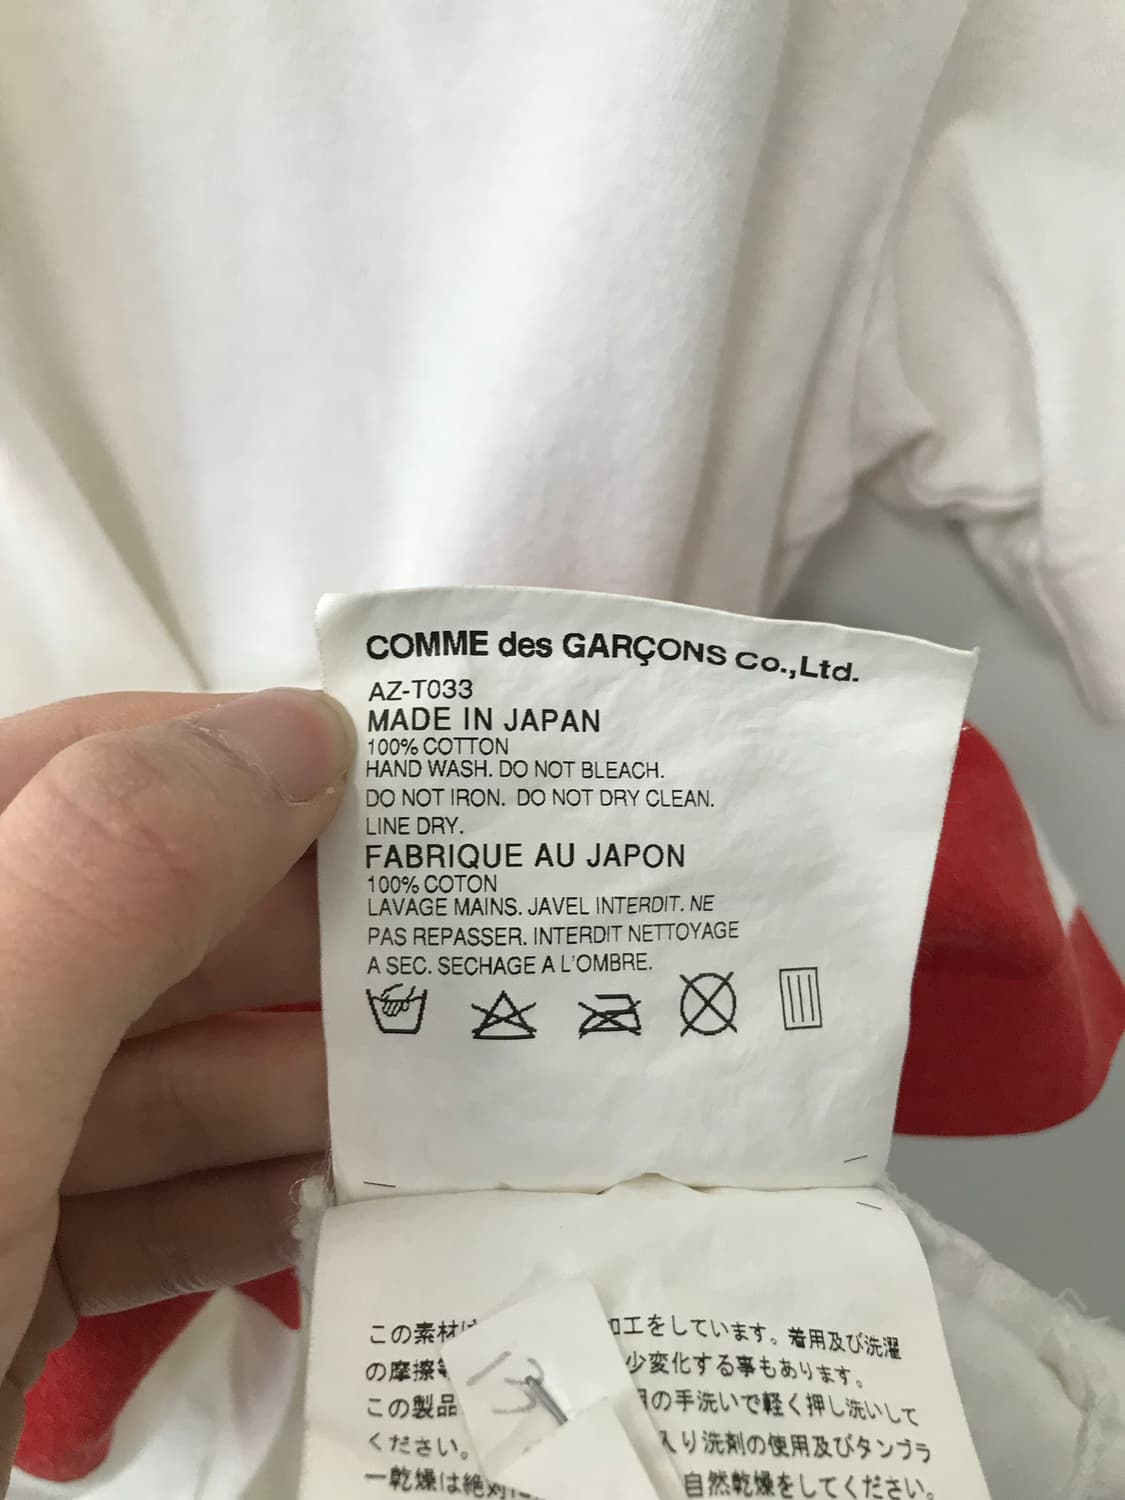 COMME des GARÇONS Co.,Ltd.
AZ-T033
MADE IN JAPAN
100% COTTON
HAND WASH. DO NOT BLEACH.
DO NOT IRON. DO NOT DRY CLEAN.
LINE DRY.
FABRIQUE AU JAPON
100% COTON
LAVAGE MAINS. JAVEL INTERDIT. NE
PAS REPASSER. INTERDIT NETTOYAGE
A SEC. SECHAGE A L'OMBRE.
この素材は 加工をしています。着用及び洗濯
の摩擦等 少変化する事もあります。
この製品 の手洗いで軽く押し洗いして
ください。 入り洗剤の使用及びタンブラ
ー乾燥は絶対に 自然乾燥をしてください。